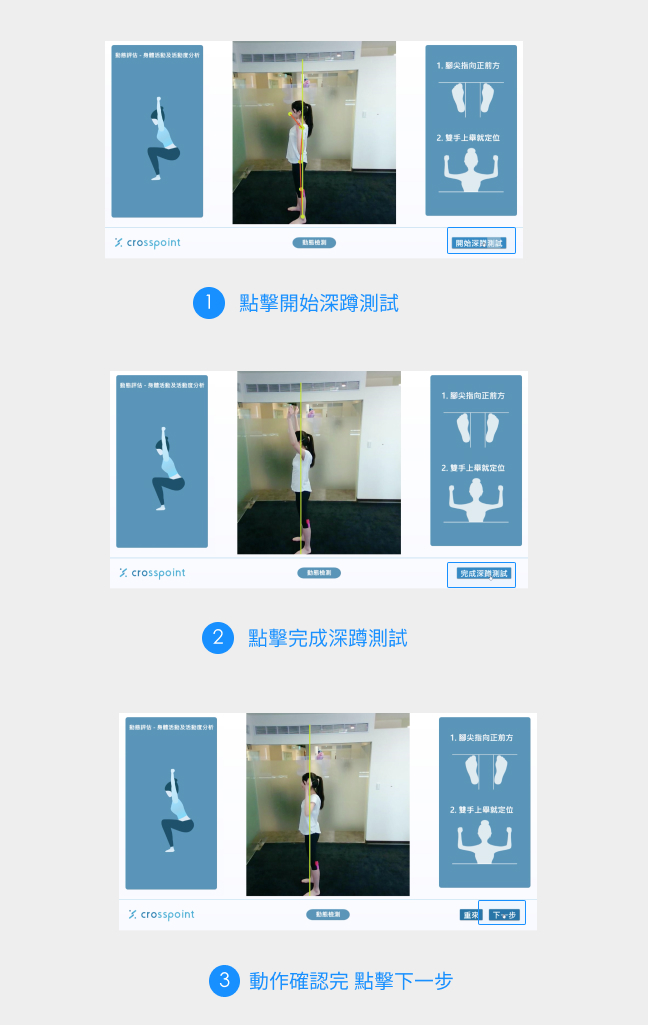 動態評估 - 身體活動及活動度分析
1. 腳尖指向正前方
2. 雙手上舉就定位
crosspoint
動態檢測
開始深蹲測試
1 點擊開始深蹲測試
動態評估 - 身體活動及活動度分析
1. 腳尖指向正前方
2. 雙手上舉就定位
crosspoint
動態檢測
完成深蹲測試
2 點擊完成深蹲測試
動態評估 - 身體活動及活動度分析
1. 腳尖指向正前方
2. 雙手上舉就定位
crosspoint
動態檢測
重來
下一步
3 動作確認完 點擊下一步